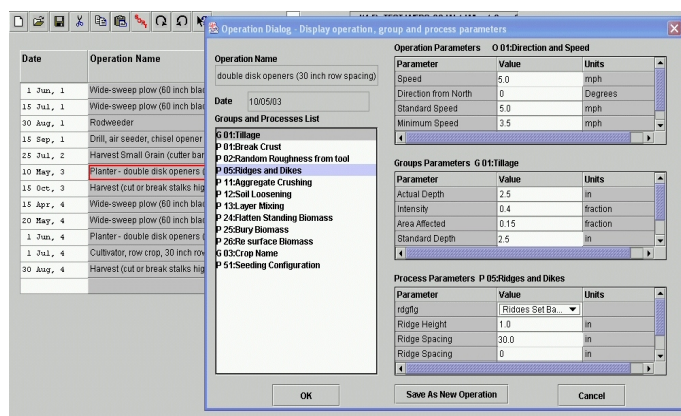 Operation Dialog - Display operation, group and process parameters
Date Operation Name
1 Jun, 1 Wide-sweep plow (60 inch blac
15 Jul, 1 Wide-sweep plow (60 inch blac
30 Aug, 1 Rodweeder
15 Sep, 1 Drill, air seeder, chisel opener
25 Jul, 2 Harvest Small Grain (cutter bar
10 May, 3 Planter - double disk openers (
15 Oct, 3 Harvest (cut or break stalks hig
15 Apr, 4 Wide-sweep plow (60 inch blac
20 May, 4 Wide-sweep plow (60 inch blac
1 Jun, 4 Planter - double disk openers (
1 Jul, 4 Cultivator, row crop, 30 inch rov
30 Aug, 4 Harvest (cut or break stalks hig
Operation Name
double disk openers (30 inch row spacing)
Date 10/05/03
Groups and Processes List
G 01:Tillage
P 01:Break Crust
P 02:Random Roughness from tool
P 05:Ridges and Dikes
P 11:Aggregate Crushing
P 12:Soil Loosening
P 13:Layer Mixing
P 24:Flatten Standing Biomass
P 25:Bury Biomass
P 26:Re surface Biomass
G 03:Crop Name
P 51:Seeding Configuration
Operation Parameters O 01:Direction and Speed
Parameter Value Units
Speed 5.0 mph
Direction from North 0 Degrees
Standard Speed 5.0 mph
Minimum Speed 3.5 mph
Groups Parameters G 01:Tillage
Parameter Value Units
Actual Depth 2.5 in
Intensity 0.4 fraction
Area Affected 0.15 fraction
Standard Depth 2.5 in
Process Parameters P 05:Ridges and Dikes
Parameter Value Units
rdgflg Ridges Set Ba...
Ridge Height 1.0 in
Ridge Spacing 30.0 in
Ridge Spacing 0 in
OK Save As New Operation Cancel